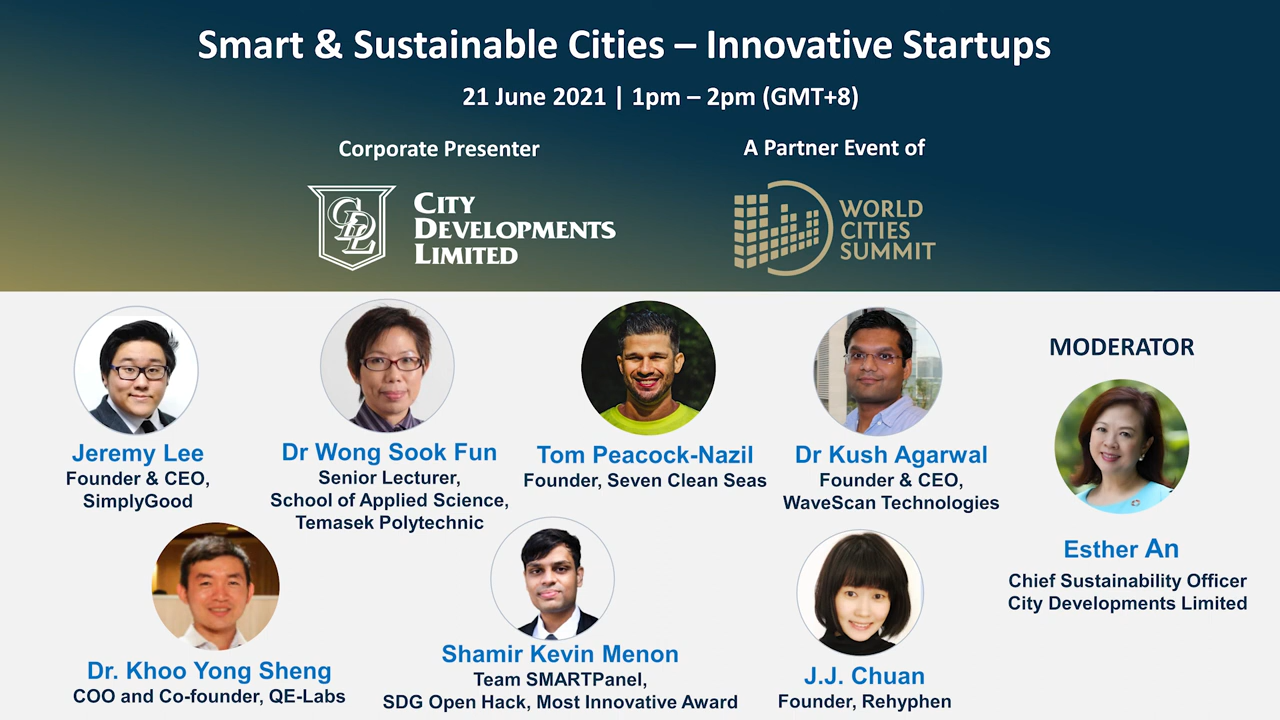 Smart & Sustainable Cities – Innovative Startups
21 June 2021 | 1pm – 2pm (GMT+8)
Corporate Presenter
A Partner Event of
CDL
CITY
DEVELOPMENTS
LIMITED
WORLD
CITIES
SUMMIT
Jeremy Lee
Founder & CEO,
SimplyGood
Dr Wong Sook Fun
Senior Lecturer,
School of Applied Science,
Temasek Polytechnic
Tom Peacock-Nazil
Founder, Seven Clean Seas
Dr Kush Agarwal
Founder & CEO,
WaveScan Technologies
MODERATOR
Esther An
Chief Sustainability Officer
City Developments Limited
Dr. Khoo Yong Sheng
COO and Co-founder, QE-Labs
Shamir Kevin Menon
Team SMARTPanel,
SDG Open Hack, Most Innovative Award
J.J. Chuan
Founder, Rehyphen